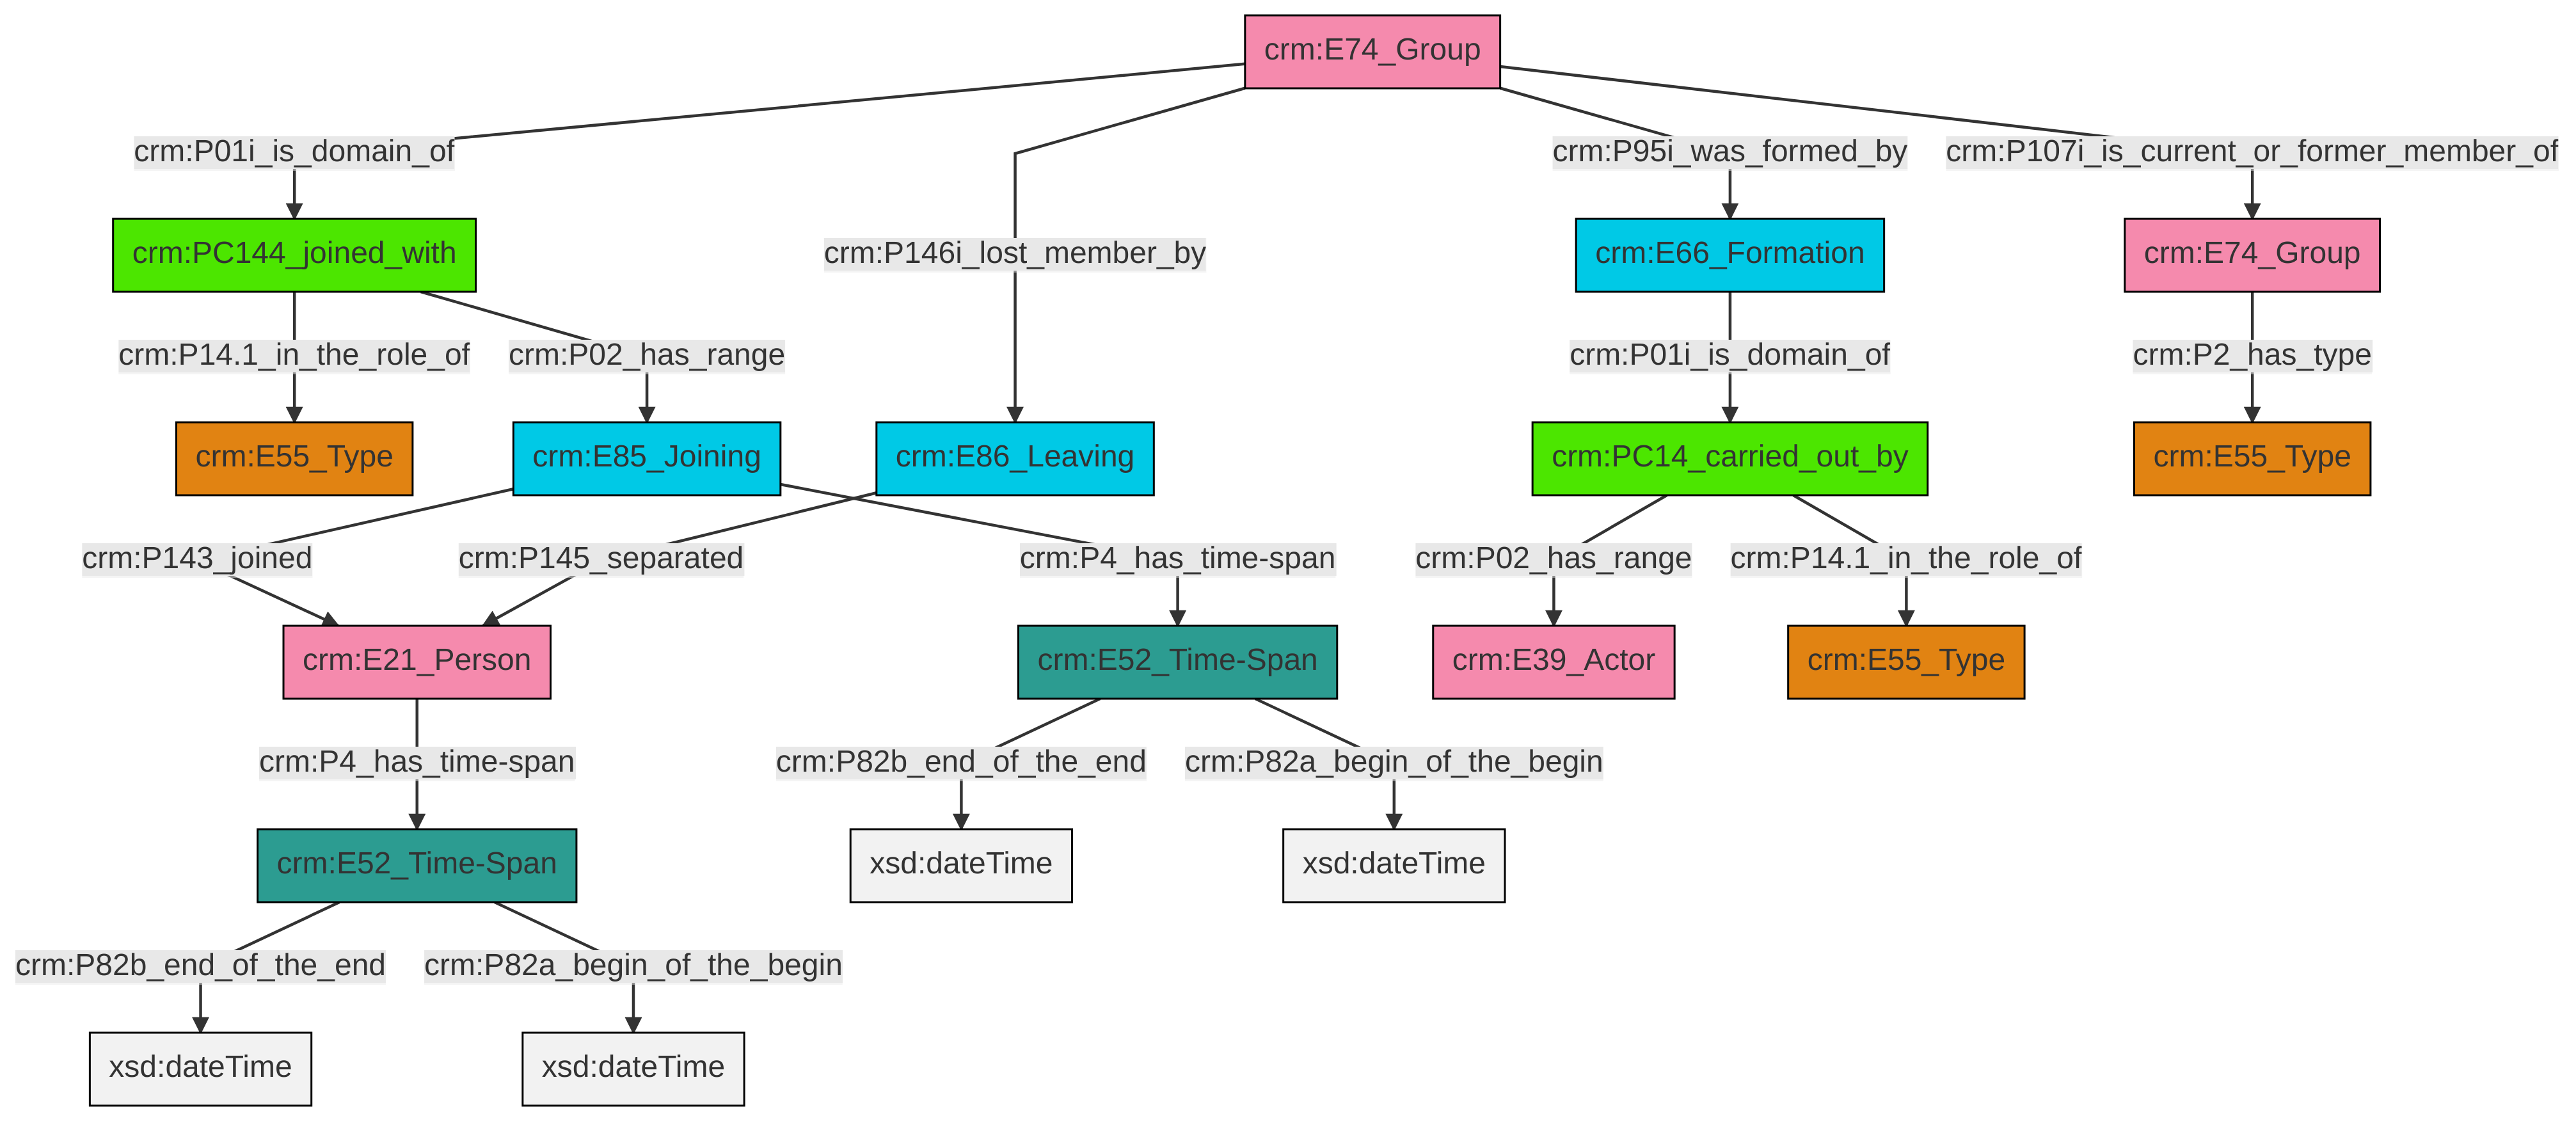 crm:E74_Group
crm:P01i_is_domain_of
crm:P95i_was_formed_by
crm:P107i_is_current_or_former_member_of
crm:PC144_joined_with
crm:P146i_lost_member_by
crm:E66_Formation
crm:E74_Group
crm:P14.1_in_the_role_of
crm:P02_has_range
crm:P01i_is_domain_of
crm:P2_has_type
crm:E55_Type
crm:E85_Joining
crm:E86_Leaving
crm:PC14_carried_out_by
crm:E55_Type
crm:P143_joined
crm:P145_separated
crm:P4_has_time-span
crm:P02_has_range
crm:P14.1_in_the_role_of
crm:E21_Person
crm:E52_Time-Span
crm:E39_Actor
crm:E55_Type
crm:P4_has_time-span
crm:P82b_end_of_the_end
crm:P82a_begin_of_the_begin
crm:E52_Time-Span
xsd:dateTime
xsd:dateTime
crm:P82b_end_of_the_end
crm:P82a_begin_of_the_begin
xsd:dateTime
xsd:dateTime